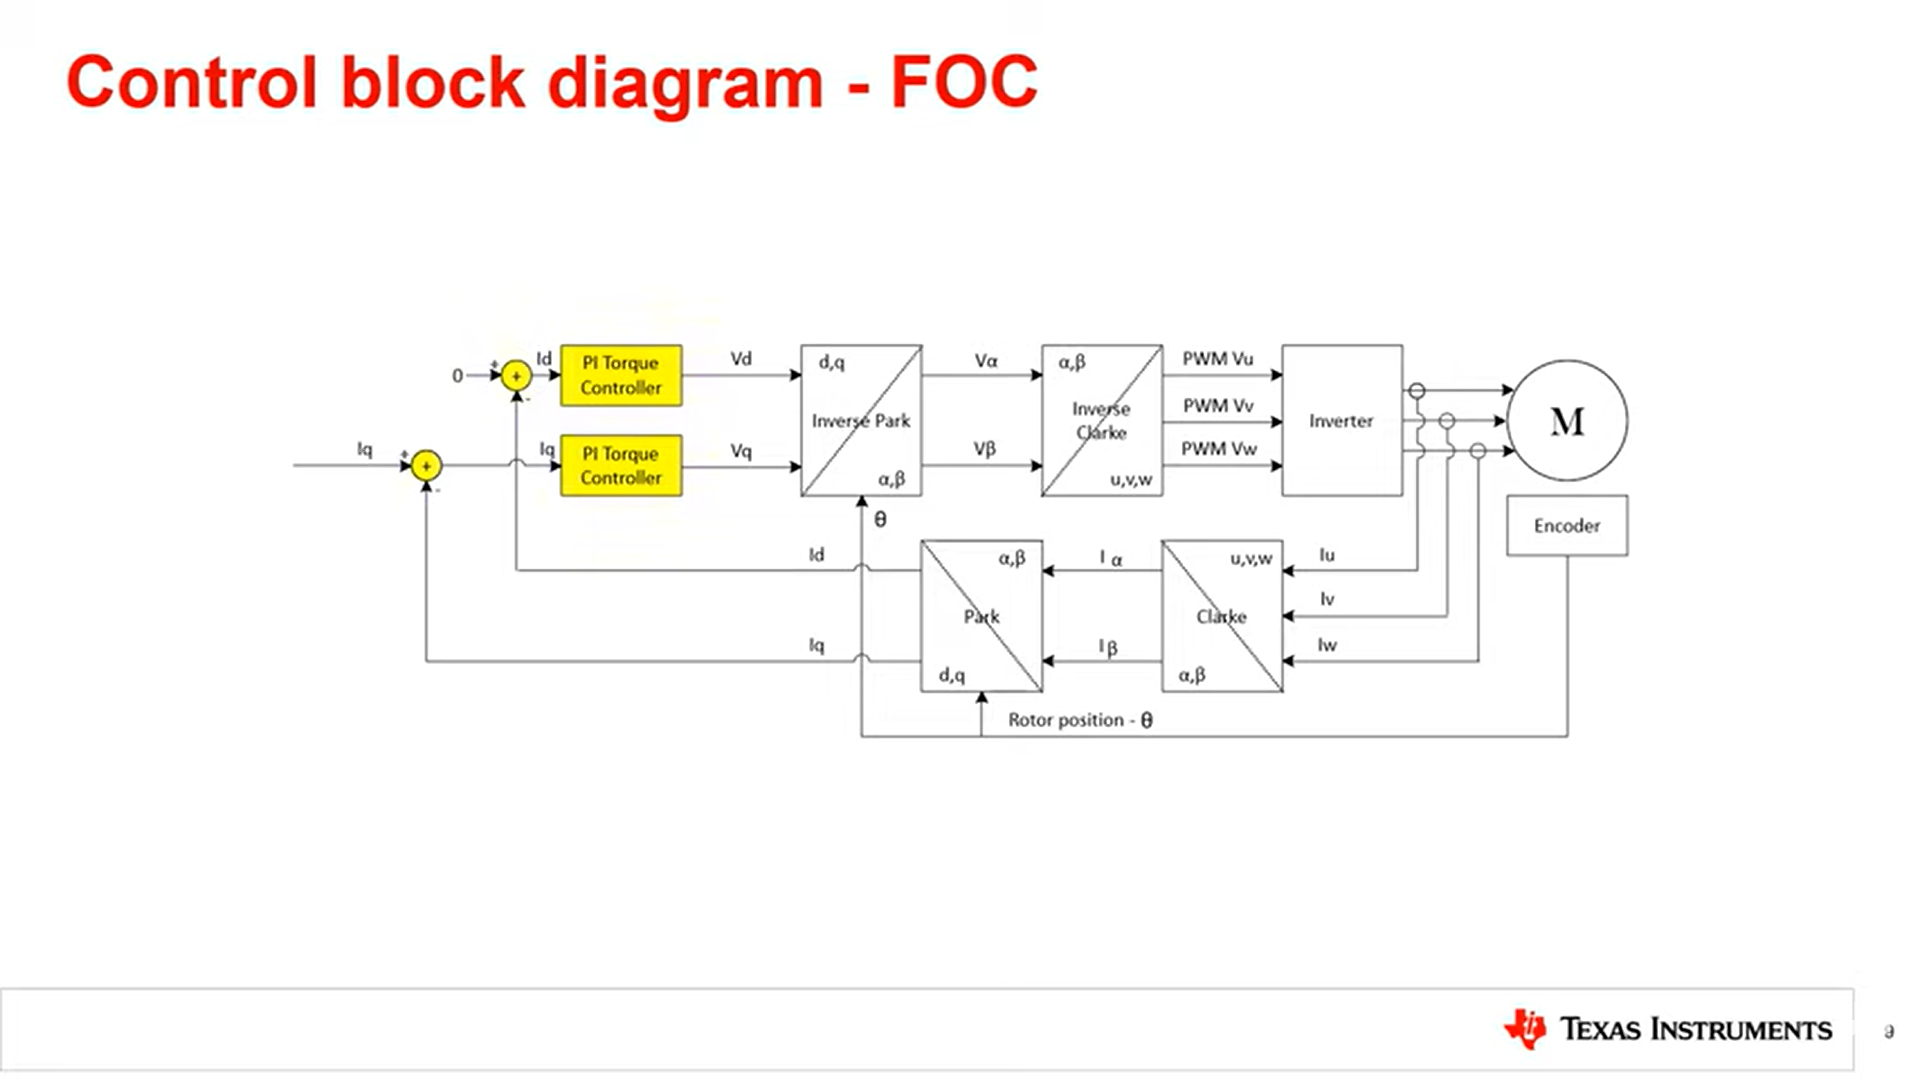 Control block diagram - FOC
0
+
+
-
Id
PI Torque
Controller
Vd
d,q
Inverse Park
α,β
Vα
α,β
Inverse
Clarke
u,v,w
PWM Vu
PWM Vv
PWM Vw
Inverter
M
Iq
+
+
-
Iq
PI Torque
Controller
Vq
Vβ
θ
Encoder
Id
α,β
Park
d,q
I α
u,v,w
Clarke
α,β
Iu
Iv
Iw
Iq
I β
Rotor position - θ
TEXAS INSTRUMENTS
9